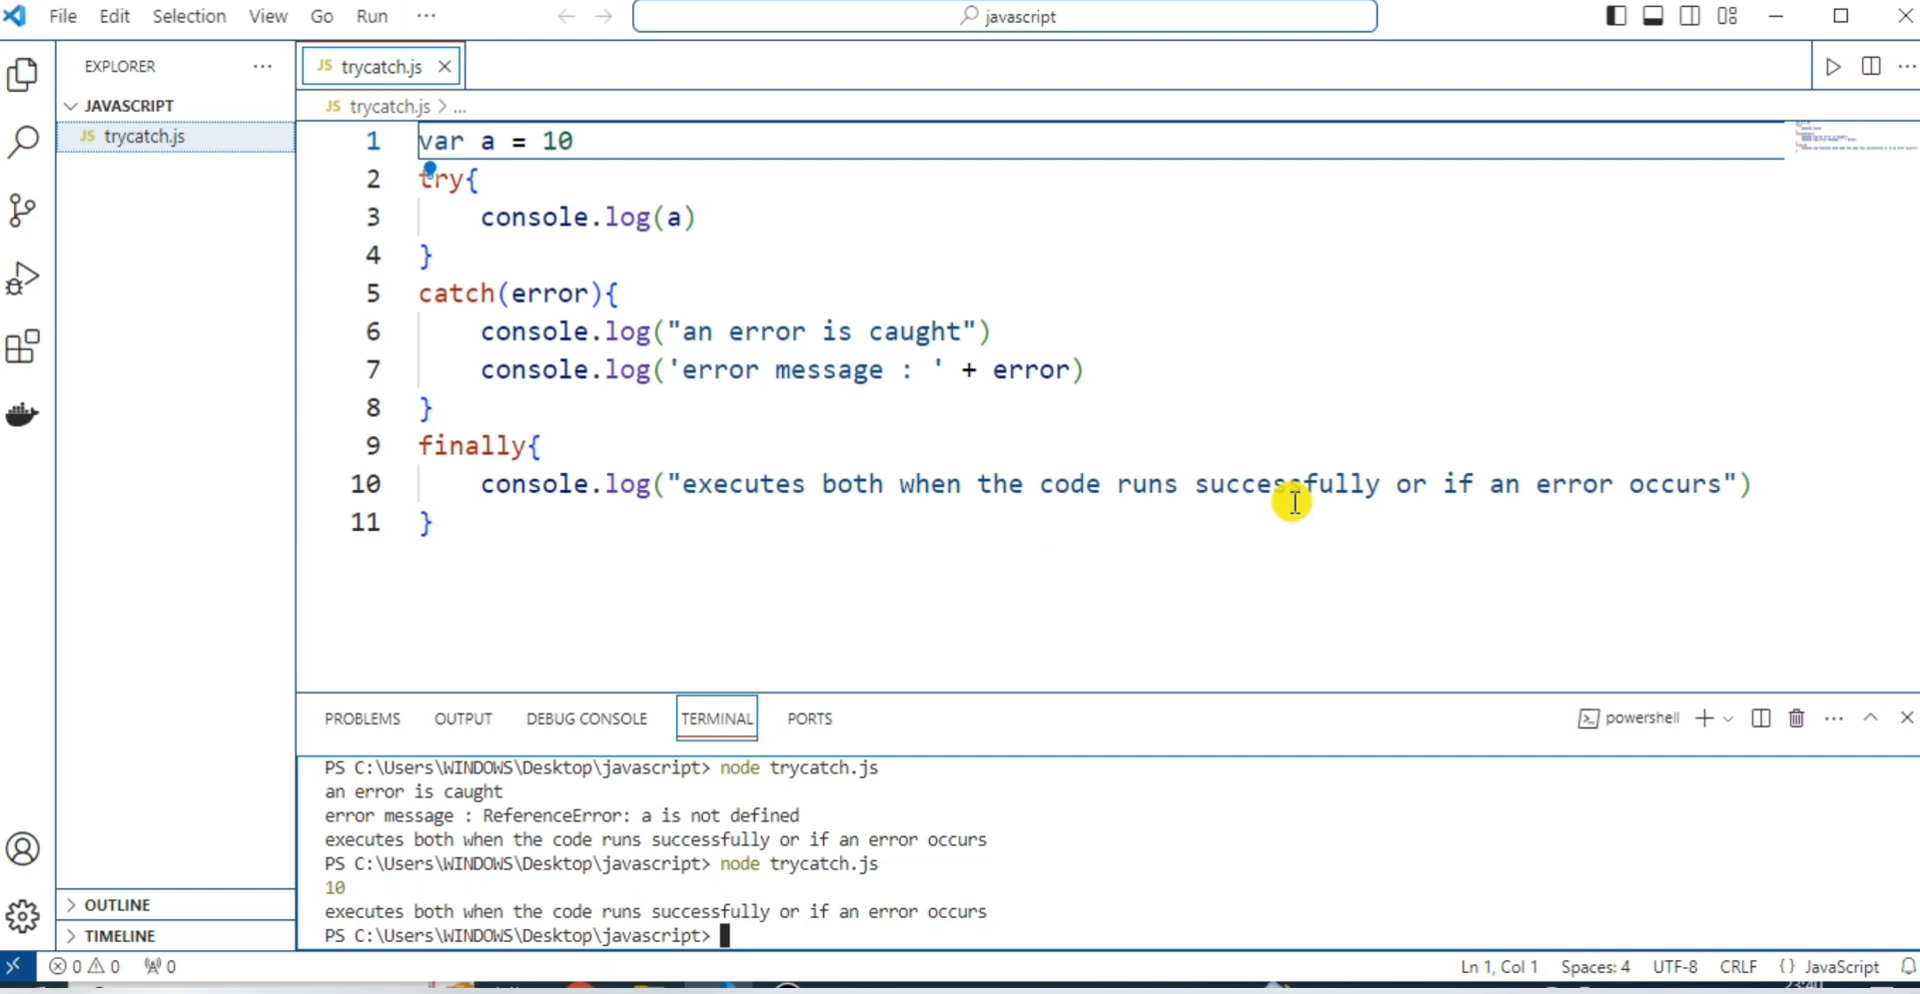 File Edit Selection View Go Run ···
javascript
EXPLORER ···
JAVASCRIPT
JS trycatch.js
JS trycatch.js
JS trycatch.js > ...
1 var a = 10
2 try{
3 console.log(a)
4 }
5 catch(error){
6 console.log("an error is caught")
7 console.log('error message : ' + error)
8 }
9 finally{
10 console.log("executes both when the code runs successfully or if an error occurs")
11 }
PROBLEMS OUTPUT DEBUG CONSOLE TERMINAL PORTS
powershell
PS C:\Users\WINDOWS\Desktop\javascript> node trycatch.js
an error is caught
error message : ReferenceError: a is not defined
executes both when the code runs successfully or if an error occurs
PS C:\Users\WINDOWS\Desktop\javascript> node trycatch.js
10
executes both when the code runs successfully or if an error occurs
PS C:\Users\WINDOWS\Desktop\javascript>
OUTLINE
TIMELINE
0 0 0
Ln 1, Col 1 Spaces: 4 UTF-8 CRLF {} JavaScript